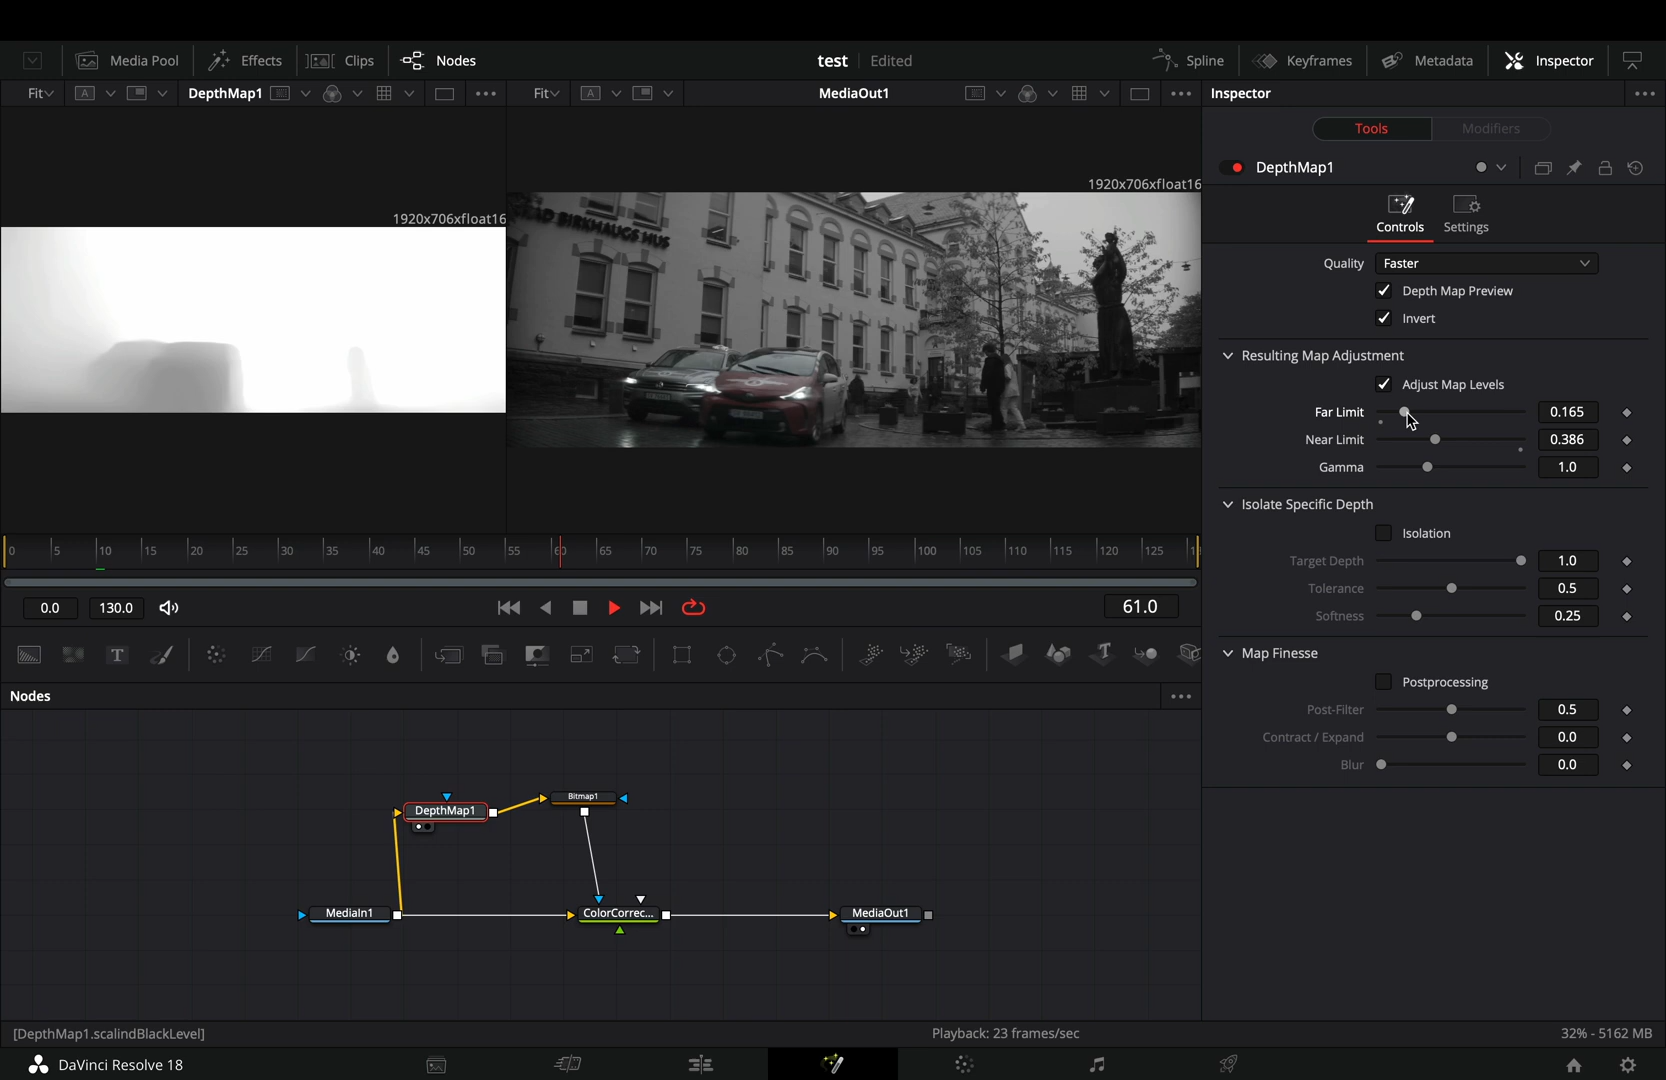 Media Pool
Effects
Clips
Nodes
test
Edited
Spline
Keyframes
Metadata
Inspector
Fit
A
DepthMap1
Fit
A
MediaOut1
Inspector
Tools
Modifiers
DepthMap1
1920x706xfloat16
1920x706xfloat16
BIRKHAUGS HUS
Controls
Settings
Quality
Faster
Depth Map Preview
Invert
Resulting Map Adjustment
Adjust Map Levels
Far Limit
0.165
Near Limit
0.386
Gamma
1.0
Isolate Specific Depth
Isolation
Target Depth
1.0
Tolerance
0.5
Softness
0.25
Map Finesse
Postprocessing
Post-Filter
0.5
Contract / Expand
0.0
Blur
0.0
0 5 10 15 20 25 30 35 40 45 50 55 60 65 70 75 80 85 90 95 100 105 110 115 120 125
0.0
130.0
61.0
T
T
Nodes
DepthMap1
Bitmap1
MediaIn1
ColorCorrec...
MediaOut1
[DepthMap1.scalindBlackLevel]
Playback: 23 frames/sec
32% - 5162 MB
DaVinci Resolve 18